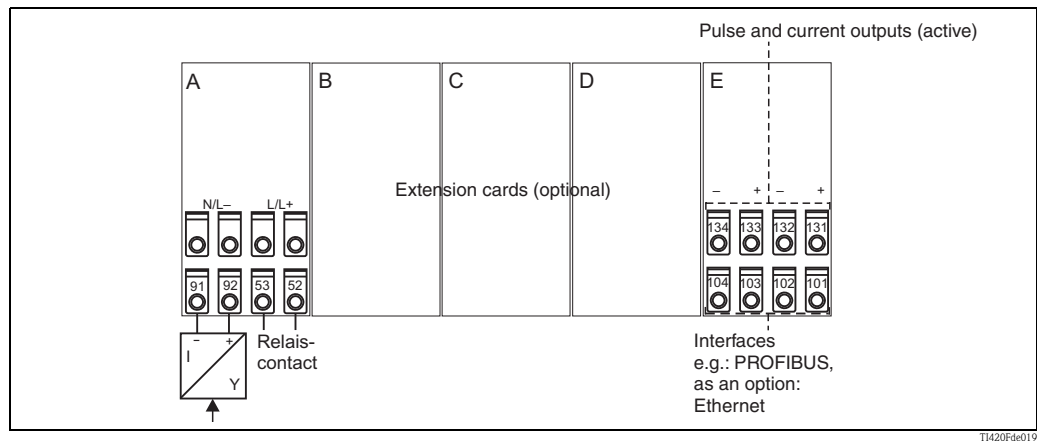 Pulse and current outputs (active)
A B C D E
Extension cards (optional)
– + – +
N/L– L/L+
134 133 132 131
91 92 53 52
104 103 102 101
– +
I
Y
Relais-
contact
Interfaces
e.g.: PROFIBUS,
as an option:
Ethernet
TI420Fde019